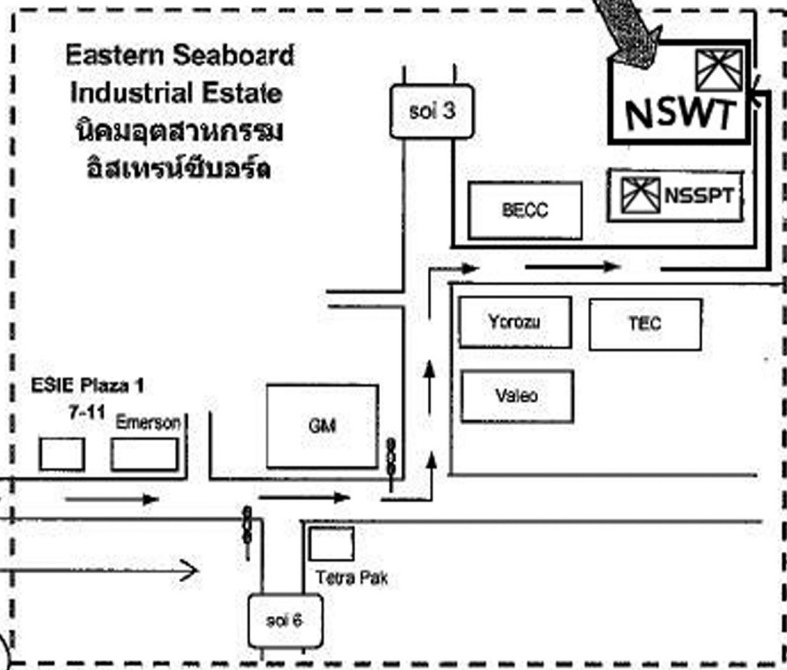 Eastern Seaboard
Industrial Estate
นิคมอุตสาหกรรม
อิสเทรน์ซีบอร์ด
soi 3
NSWT
BECC
NSSPT
Yorozu
TEC
Valeo
ESIE Plaza 1
7-11
Emerson
GM
Tetra Pak
soi 6